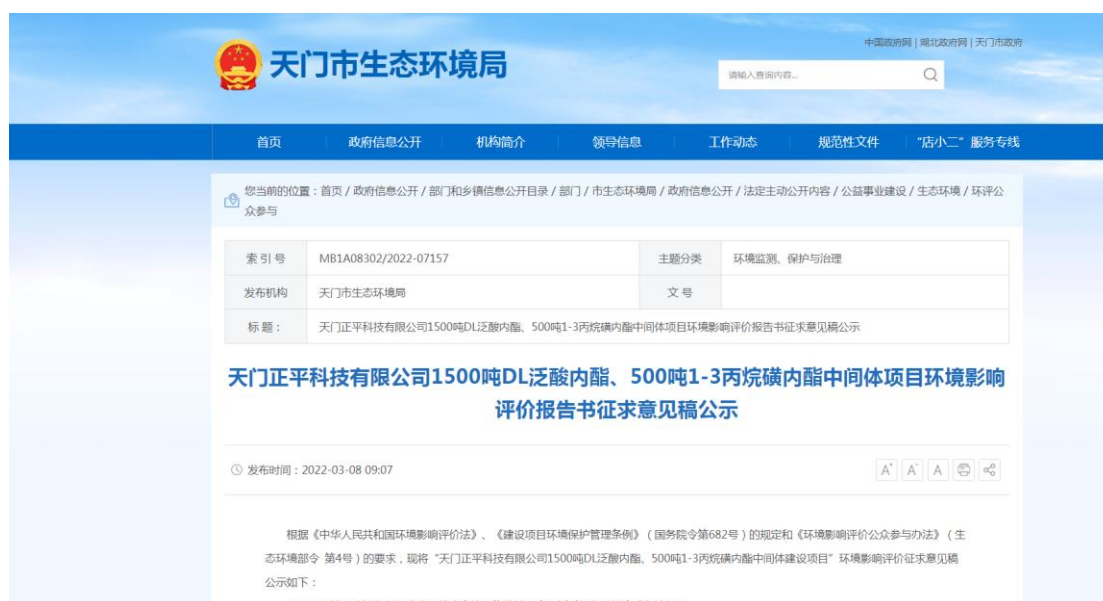 中国政府网 | 湖北政府网 | 天门市政府
天门市生态环境局
请输入查询内容...
首页 政府信息公开 机构简介 领导信息 工作动态 规范性文件 “店小二”服务专线
您当前的位置：首页 / 政府信息公开 / 部门和乡镇信息公开目录 / 部门 / 市生态环境局 / 政府信息公开 / 法定主动公开内容 / 公益事业建设 / 生态环境 / 环评公
众参与
索 引 号 MB1A08302/2022-07157 主题分类 环境监测、保护与治理
发布机构 天门市生态环境局 文 号
标 题： 天门正平科技有限公司1500吨DL泛酸内酯、500吨1-3丙烷磺内酯中间体项目环境影响评价报告书征求意见稿公示
天门正平科技有限公司1500吨DL泛酸内酯、500吨1-3丙烷磺内酯中间体项目环境影响
评价报告书征求意见稿公示
发布时间：2022-03-08 09:07
A+ A- A
根据《中华人民共和国环境影响评价法》、《建设项目环境保护管理条例》（国务院令第682号）的规定和《环境影响评价公众参与办法》（生
态环境部令 第4号）的要求，现将“天门正平科技有限公司1500吨DL泛酸内酯、500吨1-3丙烷磺内酯中间体建设项目”环境影响评价征求意见稿
公示如下：